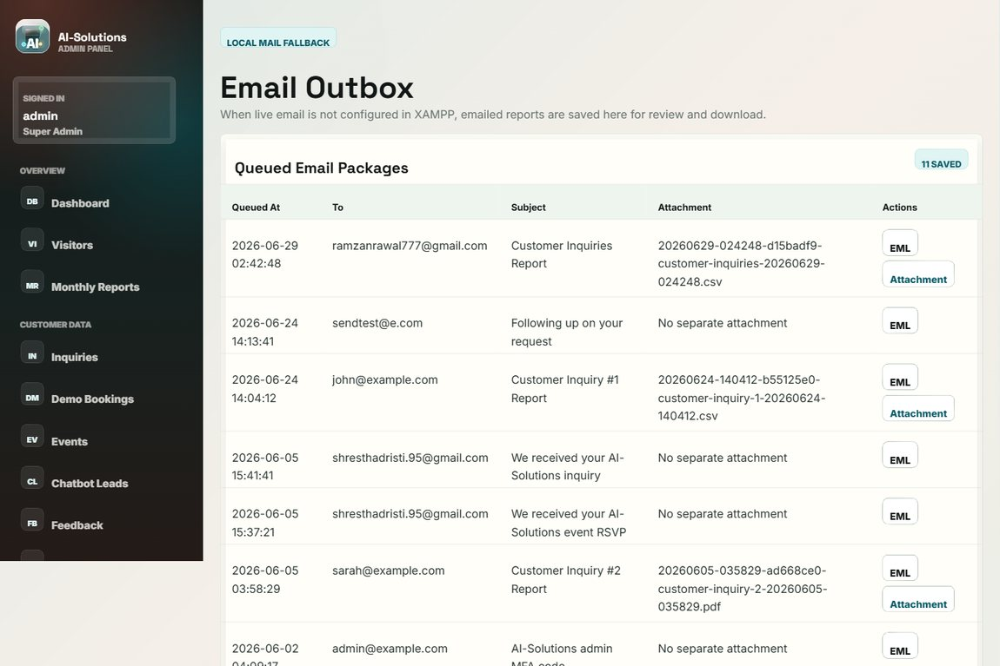 AI-Solutions
ADMIN PANEL
SIGNED IN
admin
Super Admin
OVERVIEW
DB Dashboard
VI Visitors
MR Monthly Reports
CUSTOMER DATA
IN Inquiries
DM Demo Bookings
EV Events
CL Chatbot Leads
FB Feedback
LOCAL MAIL FALLBACK
Email Outbox
When live email is not configured in XAMPP, emailed reports are saved here for review and download.
Queued Email Packages
11 SAVED
Queued At To Subject Attachment Actions
2026-06-29 ramzanrawal777@gmail.com Customer Inquiries 20260629-024248-d15badf9- EML
02:42:48 Report customer-inquiries-20260629-
024248.csv Attachment
2026-06-24 sendtest@e.com Following up on your No separate attachment EML
14:13:41 request
2026-06-24 john@example.com Customer Inquiry #1 20260624-140412-b55125e0- EML
14:04:12 Report customer-inquiry-1-20260624-
140412.csv Attachment
2026-06-05 shresthadristi.95@gmail.com We received your AI- No separate attachment EML
15:41:41 Solutions inquiry
2026-06-05 shresthadristi.95@gmail.com We received your AI- No separate attachment EML
15:37:21 Solutions event RSVP
2026-06-05 sarah@example.com Customer Inquiry #2 20260605-035829-ad668ce0- EML
03:58:29 Report customer-inquiry-2-20260605-
035829.pdf Attachment
2026-06-02 admin@example.com AI-Solutions admin No separate attachment EML
04:09:17 MFA code